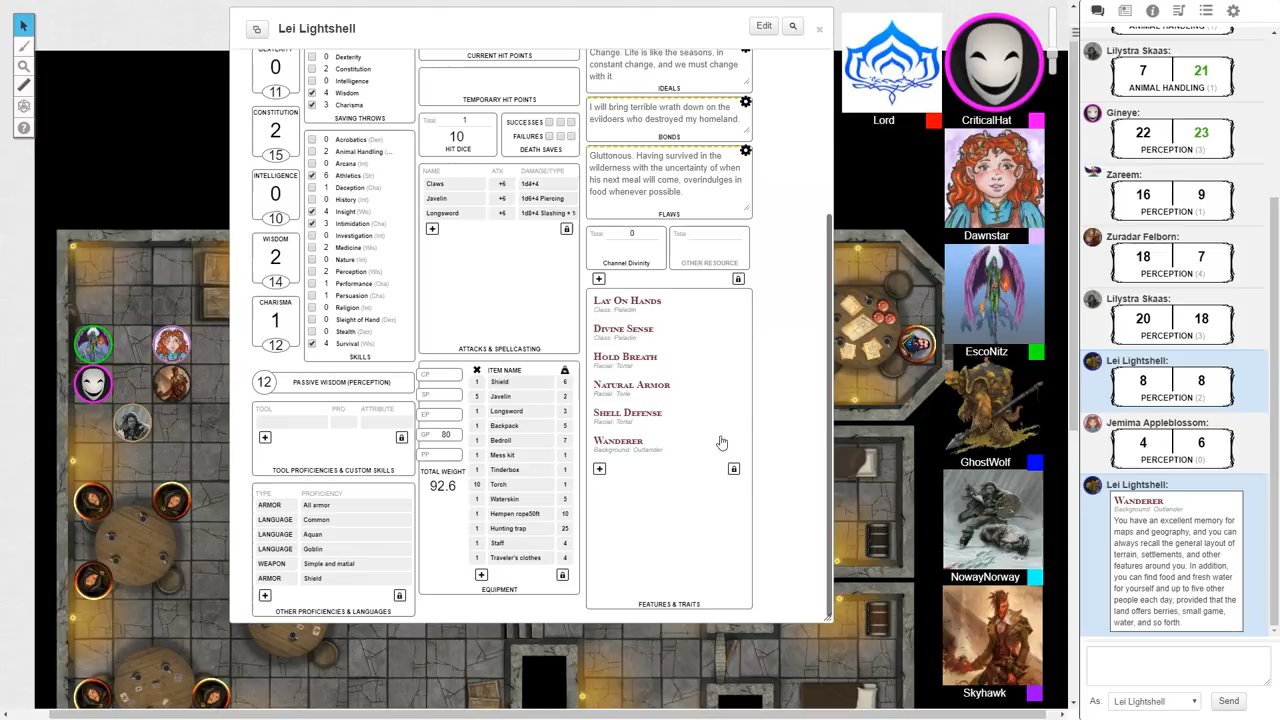 Lei Lightshell
Edit
DEXTERITY
0
11
CONSTITUTION
2
15
INTELLIGENCE
0
10
WISDOM
2
14
CHARISMA
1
12
0 Dexterity
2 Constitution
0 Intelligence
4 Wisdom
3 Charisma
SAVING THROWS
0 Acrobatics (Dex)
2 Animal Handling (...
0 Arcana (Int)
6 Athletics (Str)
1 Deception (Cha)
0 History (Int)
4 Insight (Wis)
3 Intimidation (Cha)
0 Investigation (Int)
2 Medicine (Wis)
0 Nature (Int)
2 Perception (Wis)
1 Performance (Cha)
1 Persuasion (Cha)
0 Religion (Int)
0 Sleight of Hand (Dex)
0 Stealth (Dex)
4 Survival (Wis)
SKILLS
12 PASSIVE WISDOM (PERCEPTION)
TOOL PRO. ATTRIBUTE
TOOL PROFICIENCIES & CUSTOM SKILLS
TYPE PROFICIENCY
ARMOR All armor
LANGUAGE Common
LANGUAGE Aquan
LANGUAGE Goblin
WEAPON Simple and matial
ARMOR Shield
OTHER PROFICIENCIES & LANGUAGES
CURRENT HIT POINTS
TEMPORARY HIT POINTS
Total 1
10
HIT DICE
SUCCESSES
FAILURES
DEATH SAVES
NAME ATK DAMAGE/TYPE
Claws +6 1d4+4
Javelin +6 1d6+4 Piercing
Longsword +6 1d8+4 Slashing + 1
ATTACKS & SPELLCASTING
CP
SP
EP
GP 80
PP
TOTAL WEIGHT
92.6
ITEM NAME
1 Shield 6
5 Javelin 2
1 Longsword 3
1 Backpack 5
1 Bedroll 7
1 Mess kit 1
1 Tinderbox 1
10 Torch 1
1 Waterskin 5
1 Hempen rope50ft 10
1 Hunting trap 25
1 Staff 4
1 Traveler's clothes 4
EQUIPMENT
Change. Life is like the seasons, in
constant change, and we must change
with it.
IDEALS
I will bring terrible wrath down on the
evildoers who destroyed my homeland.
BONDS
Gluttonous. Having survived in the
wilderness with the uncertainty of when
his next meal will come, overindulges in
food whenever possible.
FLAWS
Total 0
Channel Divinity
Total
OTHER RESOURCE
LAY ON HANDS
Class: Paladin
DIVINE SENSE
Class: Paladin
HOLD BREATH
Racial: Tortal
NATURAL ARMOR
Racial: Torle
SHELL DEFENSE
Racial: Tortal
WANDERER
Background: Outlander
FEATURES & TRAITS
Lord
CriticalHat
Dawnstar
EscoNitz
GhostWolf
NowayNorway
Skyhawk
Lilystra Skaas:
7 21
ANIMAL HANDLING (1)
Gineye:
22 23
PERCEPTION (3)
Zareem:
16 9
PERCEPTION (1)
Zuradar Felborn:
18 7
PERCEPTION (4)
Lilystra Skaas:
20 18
PERCEPTION (3)
Lei Lightshell:
8 8
PERCEPTION (2)
Jemima Appleblossom:
4 6
PERCEPTION (0)
Lei Lightshell:
WANDERER
Background: Outlander
You have an excellent memory for
maps and geography, and you can
always recall the general layout of
terrain, settlements, and other
features around you. In addition,
you can find food and fresh water
for yourself and up to five other
people each day, provided that the
land offers berries, small game,
water, and so forth.
As: Lei Lightshell
Send